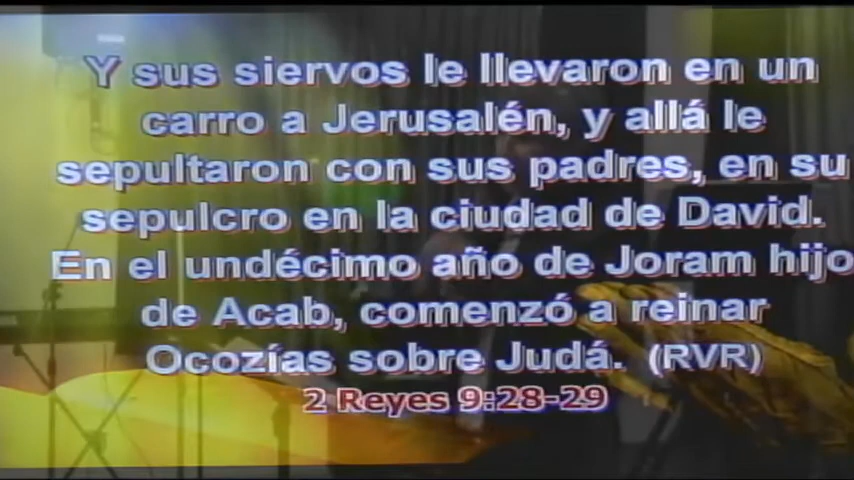 Y sus siervos le llevaron en un
carro a Jerusalén, y allá le
sepultaron con sus padres, en su
sepulcro en la ciudad de David.
En el undécimo año de Joram hijo
de Acab, comenzó a reinar
Ocozías sobre Judá. (RVR)
2 Reyes 9:28-29